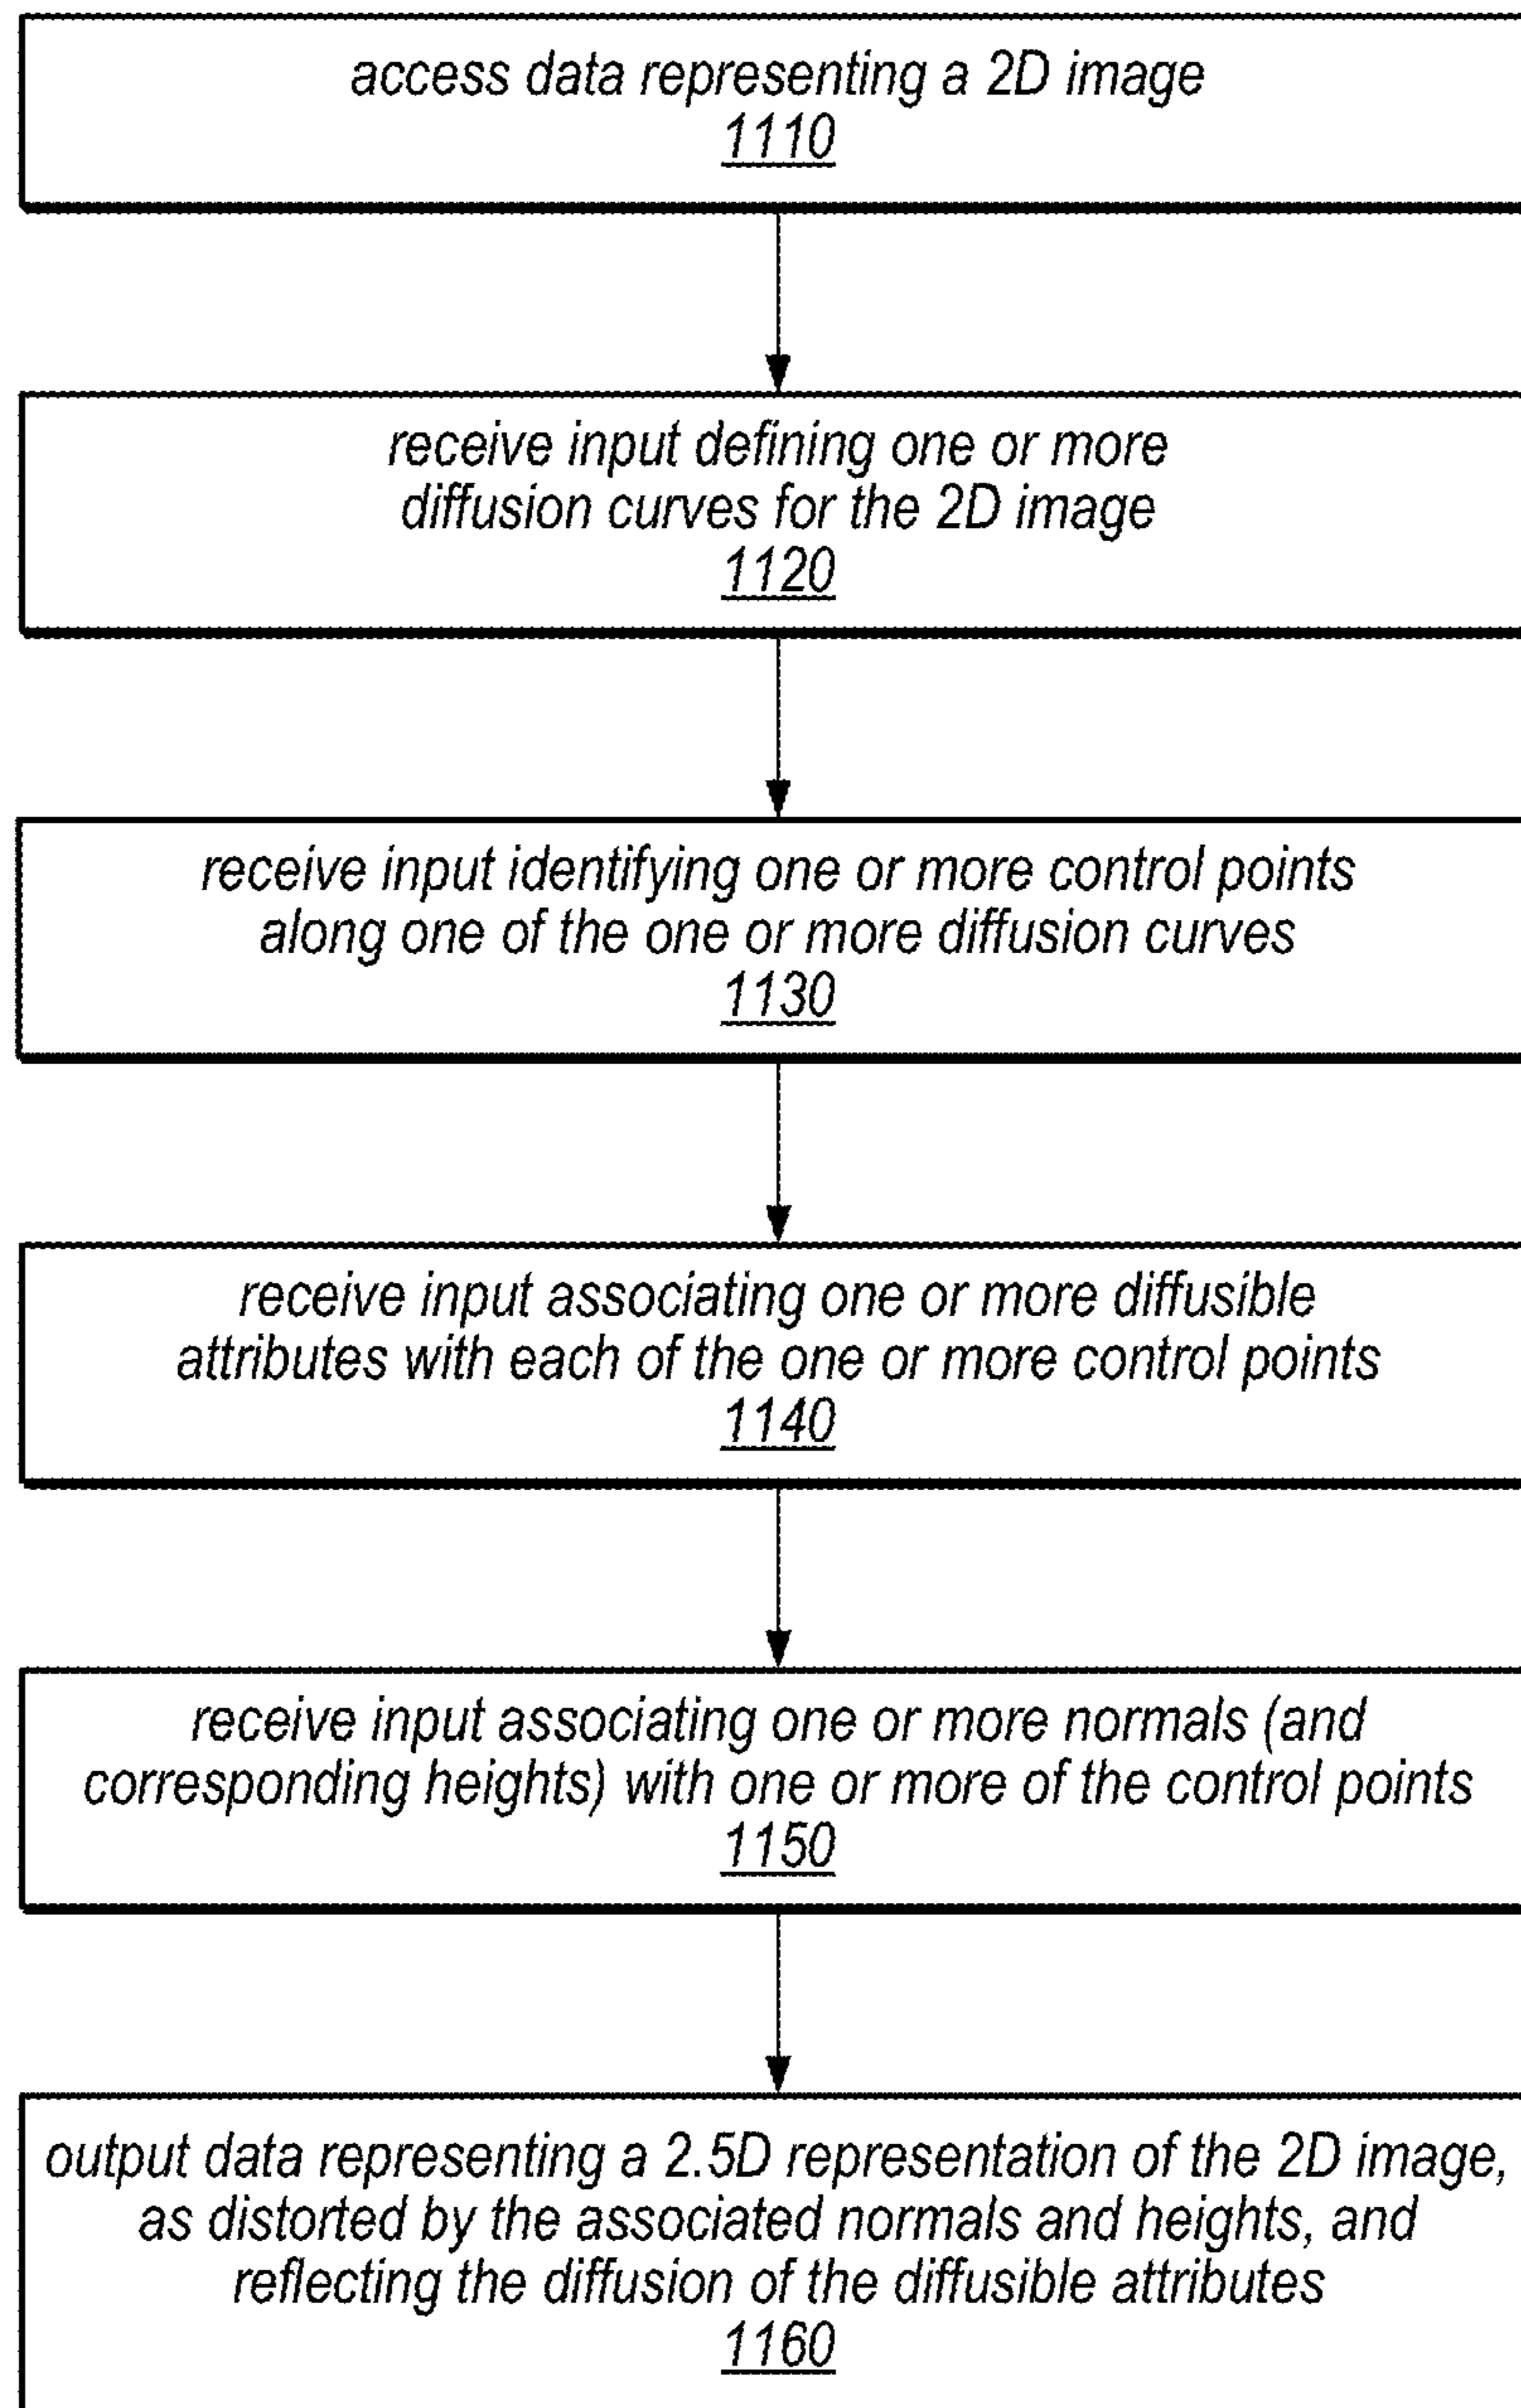 access data representing a 2D image
1110
receive input defining one or more
diffusion curves for the 2D image
1120
receive input identifying one or more control points
along one of the one or more diffusion curves
1130
receive input associating one or more diffusible
attributes with each of the one or more control points
1140
receive input associating one or more normals (and
corresponding heights) with one or more of the control points
1150
output data representing a 2.5D representation of the 2D image,
as distorted by the associated normals and heights, and
reflecting the diffusion of the diffusible attributes
1160